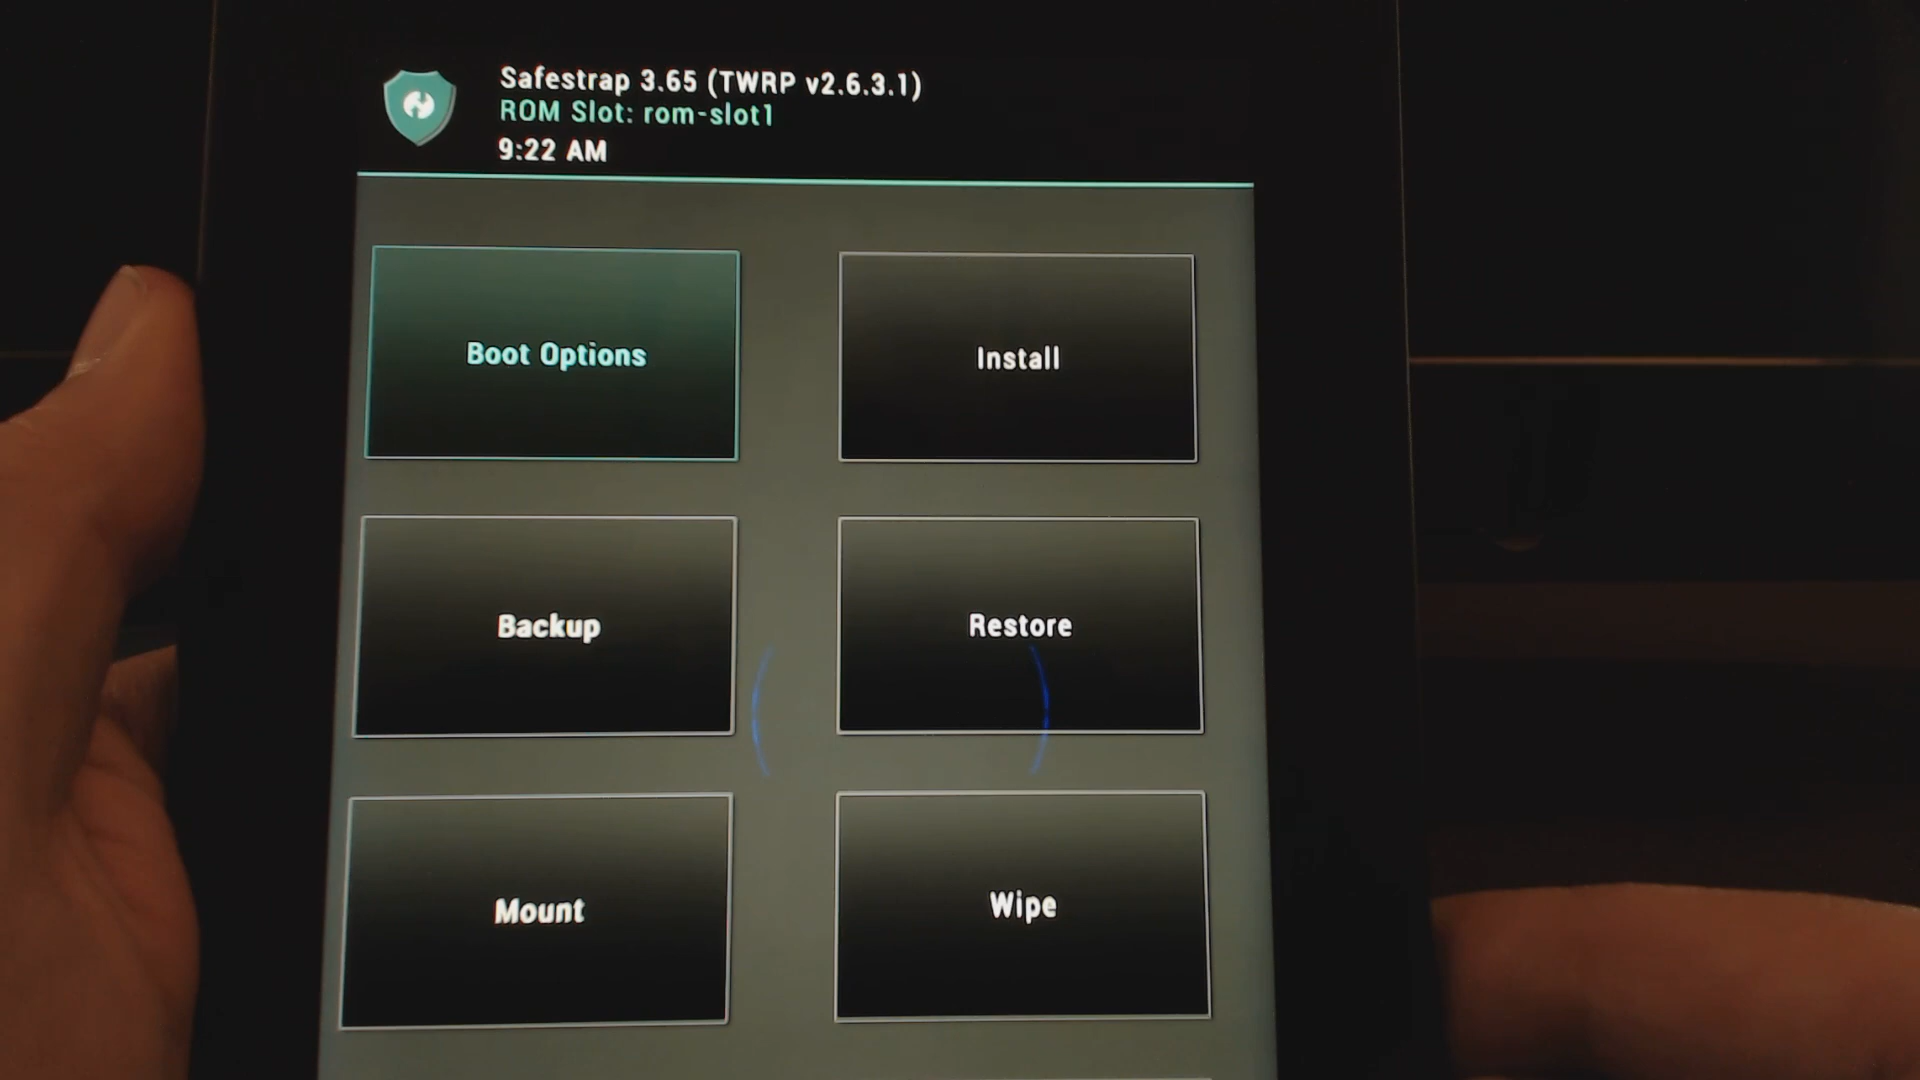 Safestrap 3.65 (TWRP v2.6.3.1)
ROM Slot: rom-slot1
9:22 AM
Boot Options
Install
Backup
Restore
Mount
Wipe